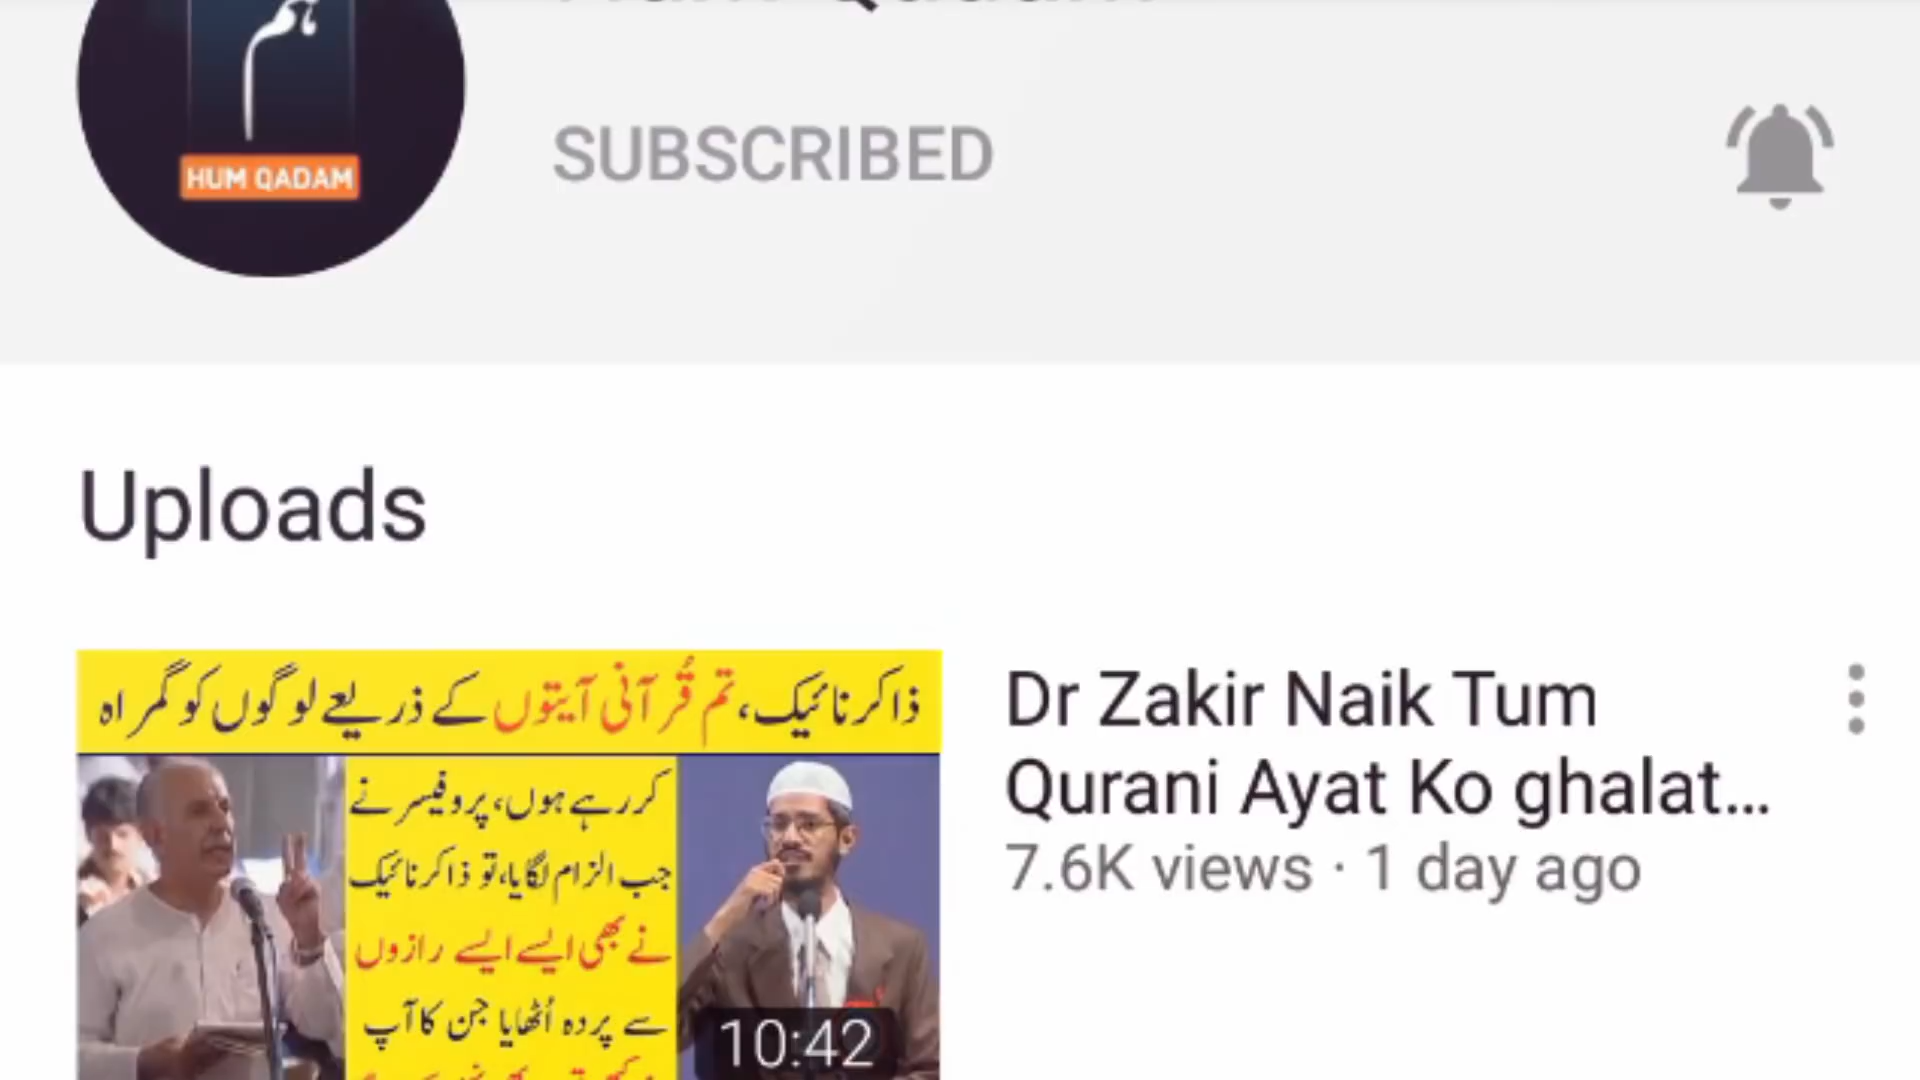 ہم
HUM QADAM
SUBSCRIBED
Uploads
ذاکر نائیک، تم قُرآنی آیتوں کے ذریعے لوگوں کو گمراہ
کر رہے ہوں، پروفیسر نے
جب الزام لگایا، تو ذاکر نائیک
نے بھی ایسے ایسے رازوں
سے پردہ اُٹھایا جن کا آپ
10:42
Dr Zakir Naik Tum
Qurani Ayat Ko ghalat...
7.6K views · 1 day ago